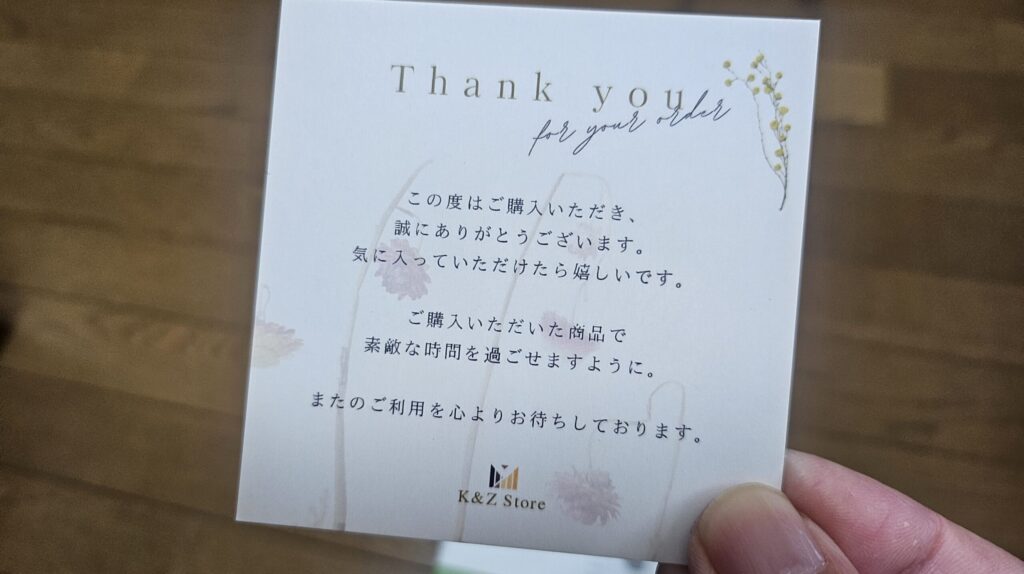 Thank you
for your order
この度はご購入いただき、
誠にありがとうございます。
気に入っていただけたら嬉しいです。
ご購入いただいた商品で
素敵な時間を過ごせますように。
またのご利用を心よりお待ちしております。
K&Z Store